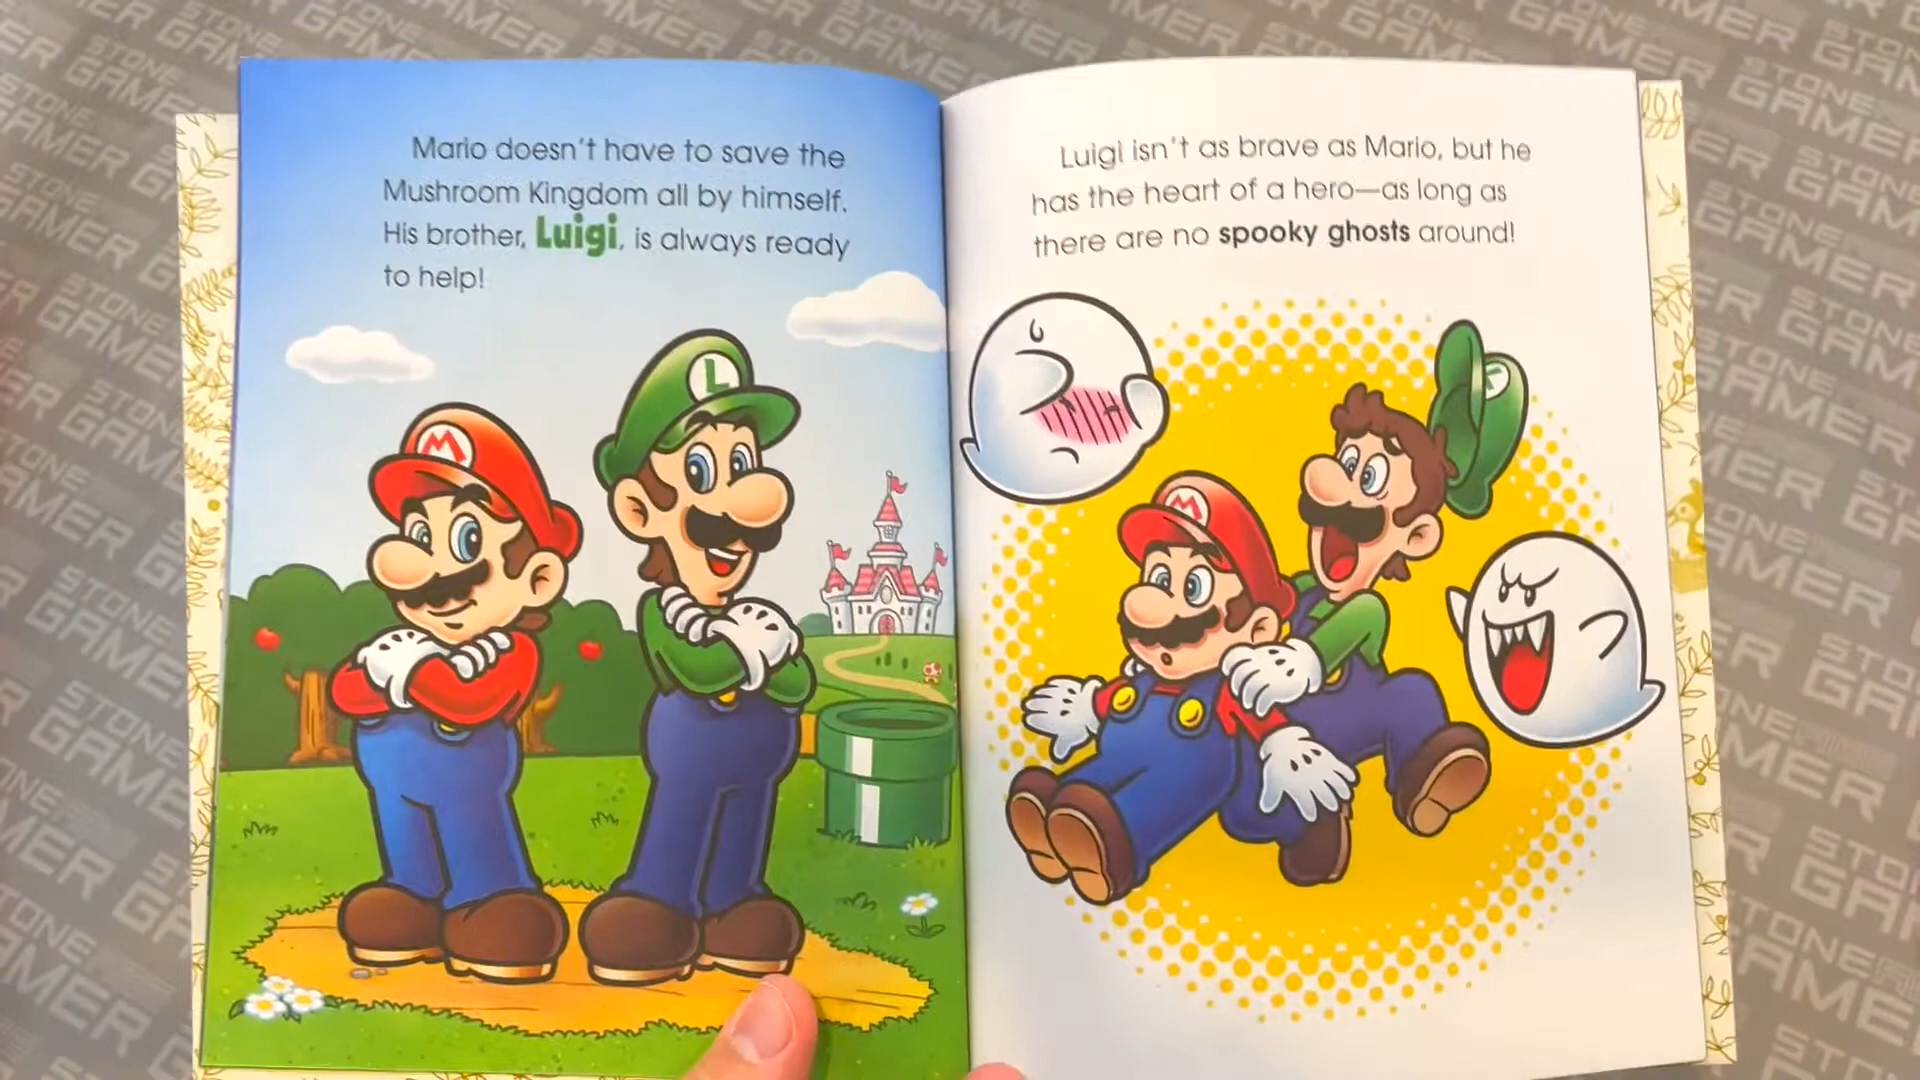 Mario doesn't have to save the
Mushroom Kingdom all by himself.
His brother, Luigi, is always ready
to help!
Luigi isn't as brave as Mario, but he
has the heart of a hero—as long as
there are no spooky ghosts around!
M
L
M
L
STONE
GAMER